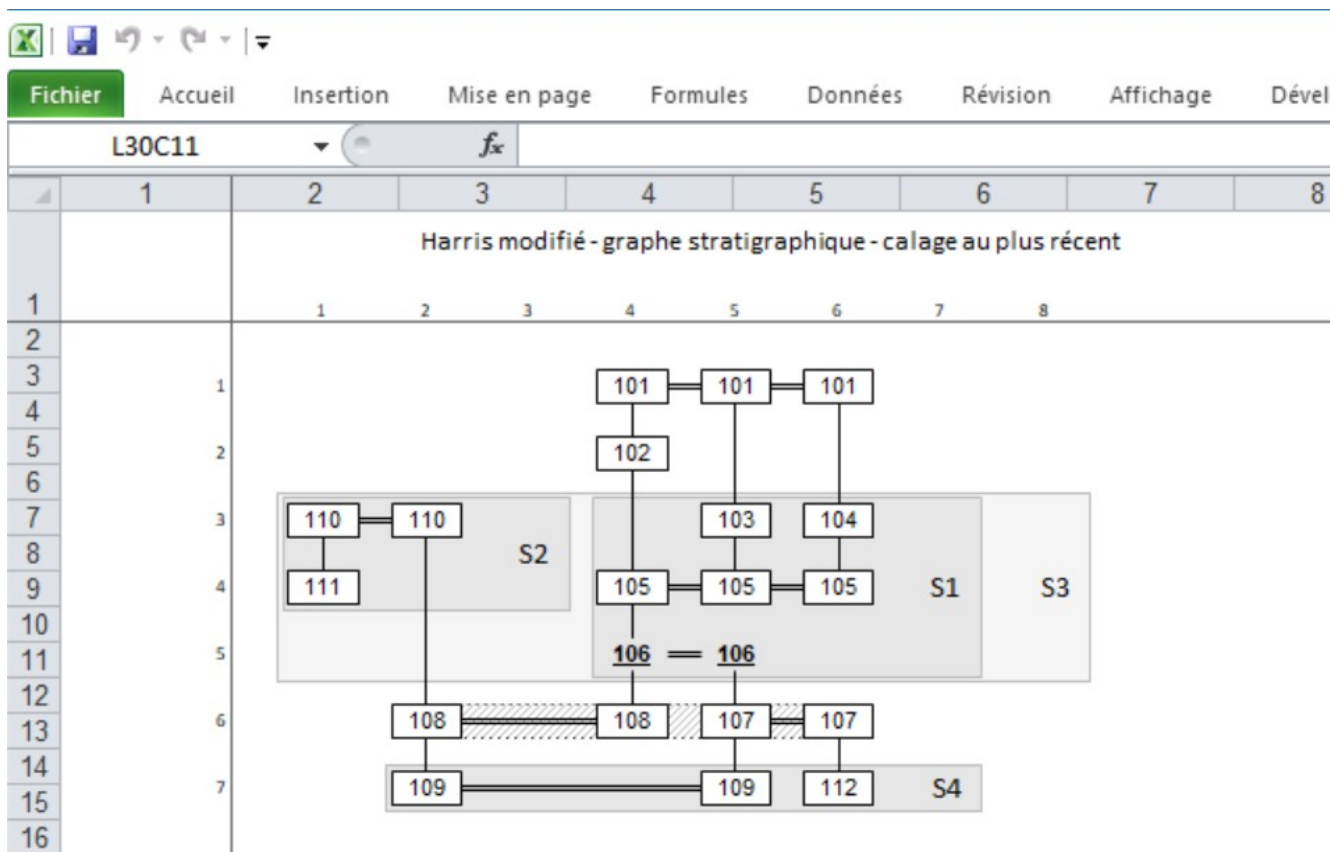 Fichier Accueil Insertion Mise en page Formules Données Révision Affichage Dével
L30C11 fx
1 2 3 4 5 6 7 8
Harris modifié - graphe stratigraphique - calage au plus récent
1 1 2 3 4 5 6 7 8
2
3 1 101 101 101
4
5 2 102
6
7 3 110 110 103 104
8 S2
9 4 111 105 105 105 S1 S3
10
11 5 106 106
12
13 6 108 108 107 107
14
15 7 109 109 112 S4
16